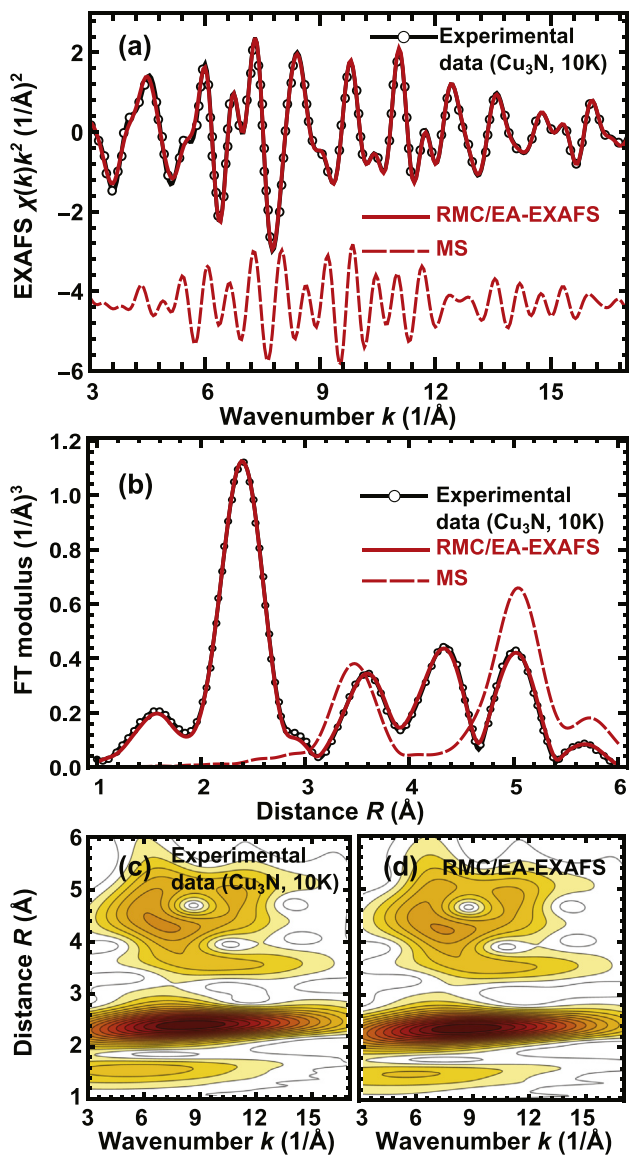 (a)
Experimental
data (Cu₃N, 10K)
RMC/EA-EXAFS
MS
EXAFS χ(k)k² (1/Å)²
2
0
−2
−4
−6
3 6 9 12 15
Wavenumber k (1/Å)
(b)
Experimental
data (Cu₃N, 10K)
RMC/EA-EXAFS
MS
FT modulus (1/Å)³
1.2
1.0
0.8
0.6
0.4
0.2
0.0
1 2 3 4 5 6
Distance R (Å)
(c) Experimental
data (Cu₃N, 10K)
(d) RMC/EA-EXAFS
Distance R (Å)
6
5
4
3
2
1
3 6 9 12 15
3 6 9 12 15
Wavenumber k (1/Å)
Wavenumber k (1/Å)